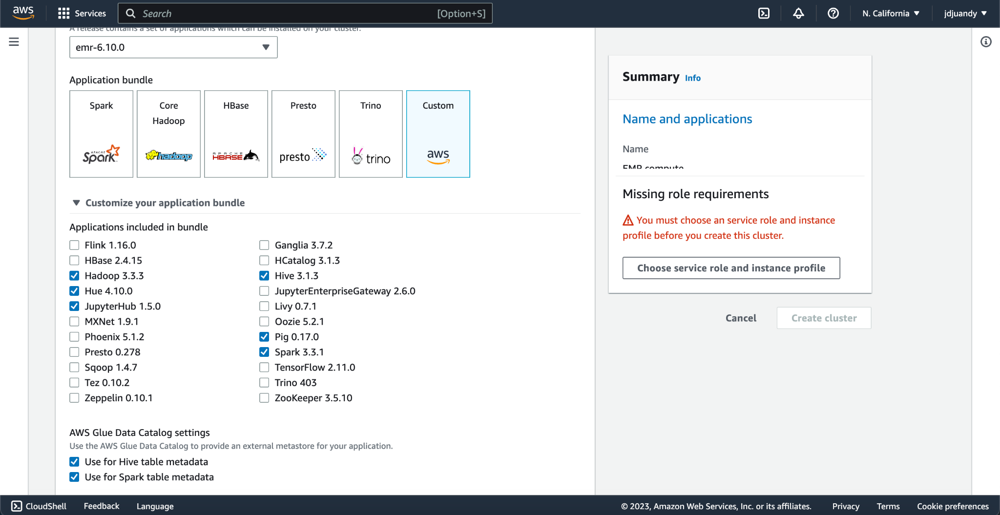 aws
Services
Search
[Option+S]
N. California
jdjuandy
A release contains a set of applications which can be installed on your cluster.
emr-6.10.0
Application bundle
Spark
APACHE
Spark
Core
Hadoop
hadoop
HBase
APACHE
HBASE
Presto
presto
Trino
trino
Custom
aws
Customize your application bundle
Applications included in bundle
Flink 1.16.0
HBase 2.4.15
Hadoop 3.3.3
Hue 4.10.0
JupyterHub 1.5.0
MXNet 1.9.1
Phoenix 5.1.2
Presto 0.278
Sqoop 1.4.7
Tez 0.10.2
Zeppelin 0.10.1
Ganglia 3.7.2
HCatalog 3.1.3
Hive 3.1.3
JupyterEnterpriseGateway 2.6.0
Livy 0.7.1
Oozie 5.2.1
Pig 0.17.0
Spark 3.3.1
TensorFlow 2.11.0
Trino 403
ZooKeeper 3.5.10
AWS Glue Data Catalog settings
Use the AWS Glue Data Catalog to provide an external metastore for your application.
Use for Hive table metadata
Use for Spark table metadata
Summary Info
Name and applications
Name
EMR compute
Missing role requirements
You must choose an service role and instance
profile before you create this cluster.
Choose service role and instance profile
Cancel
Create cluster
CloudShell
Feedback
Language
© 2023, Amazon Web Services, Inc. or its affiliates.
Privacy
Terms
Cookie preferences